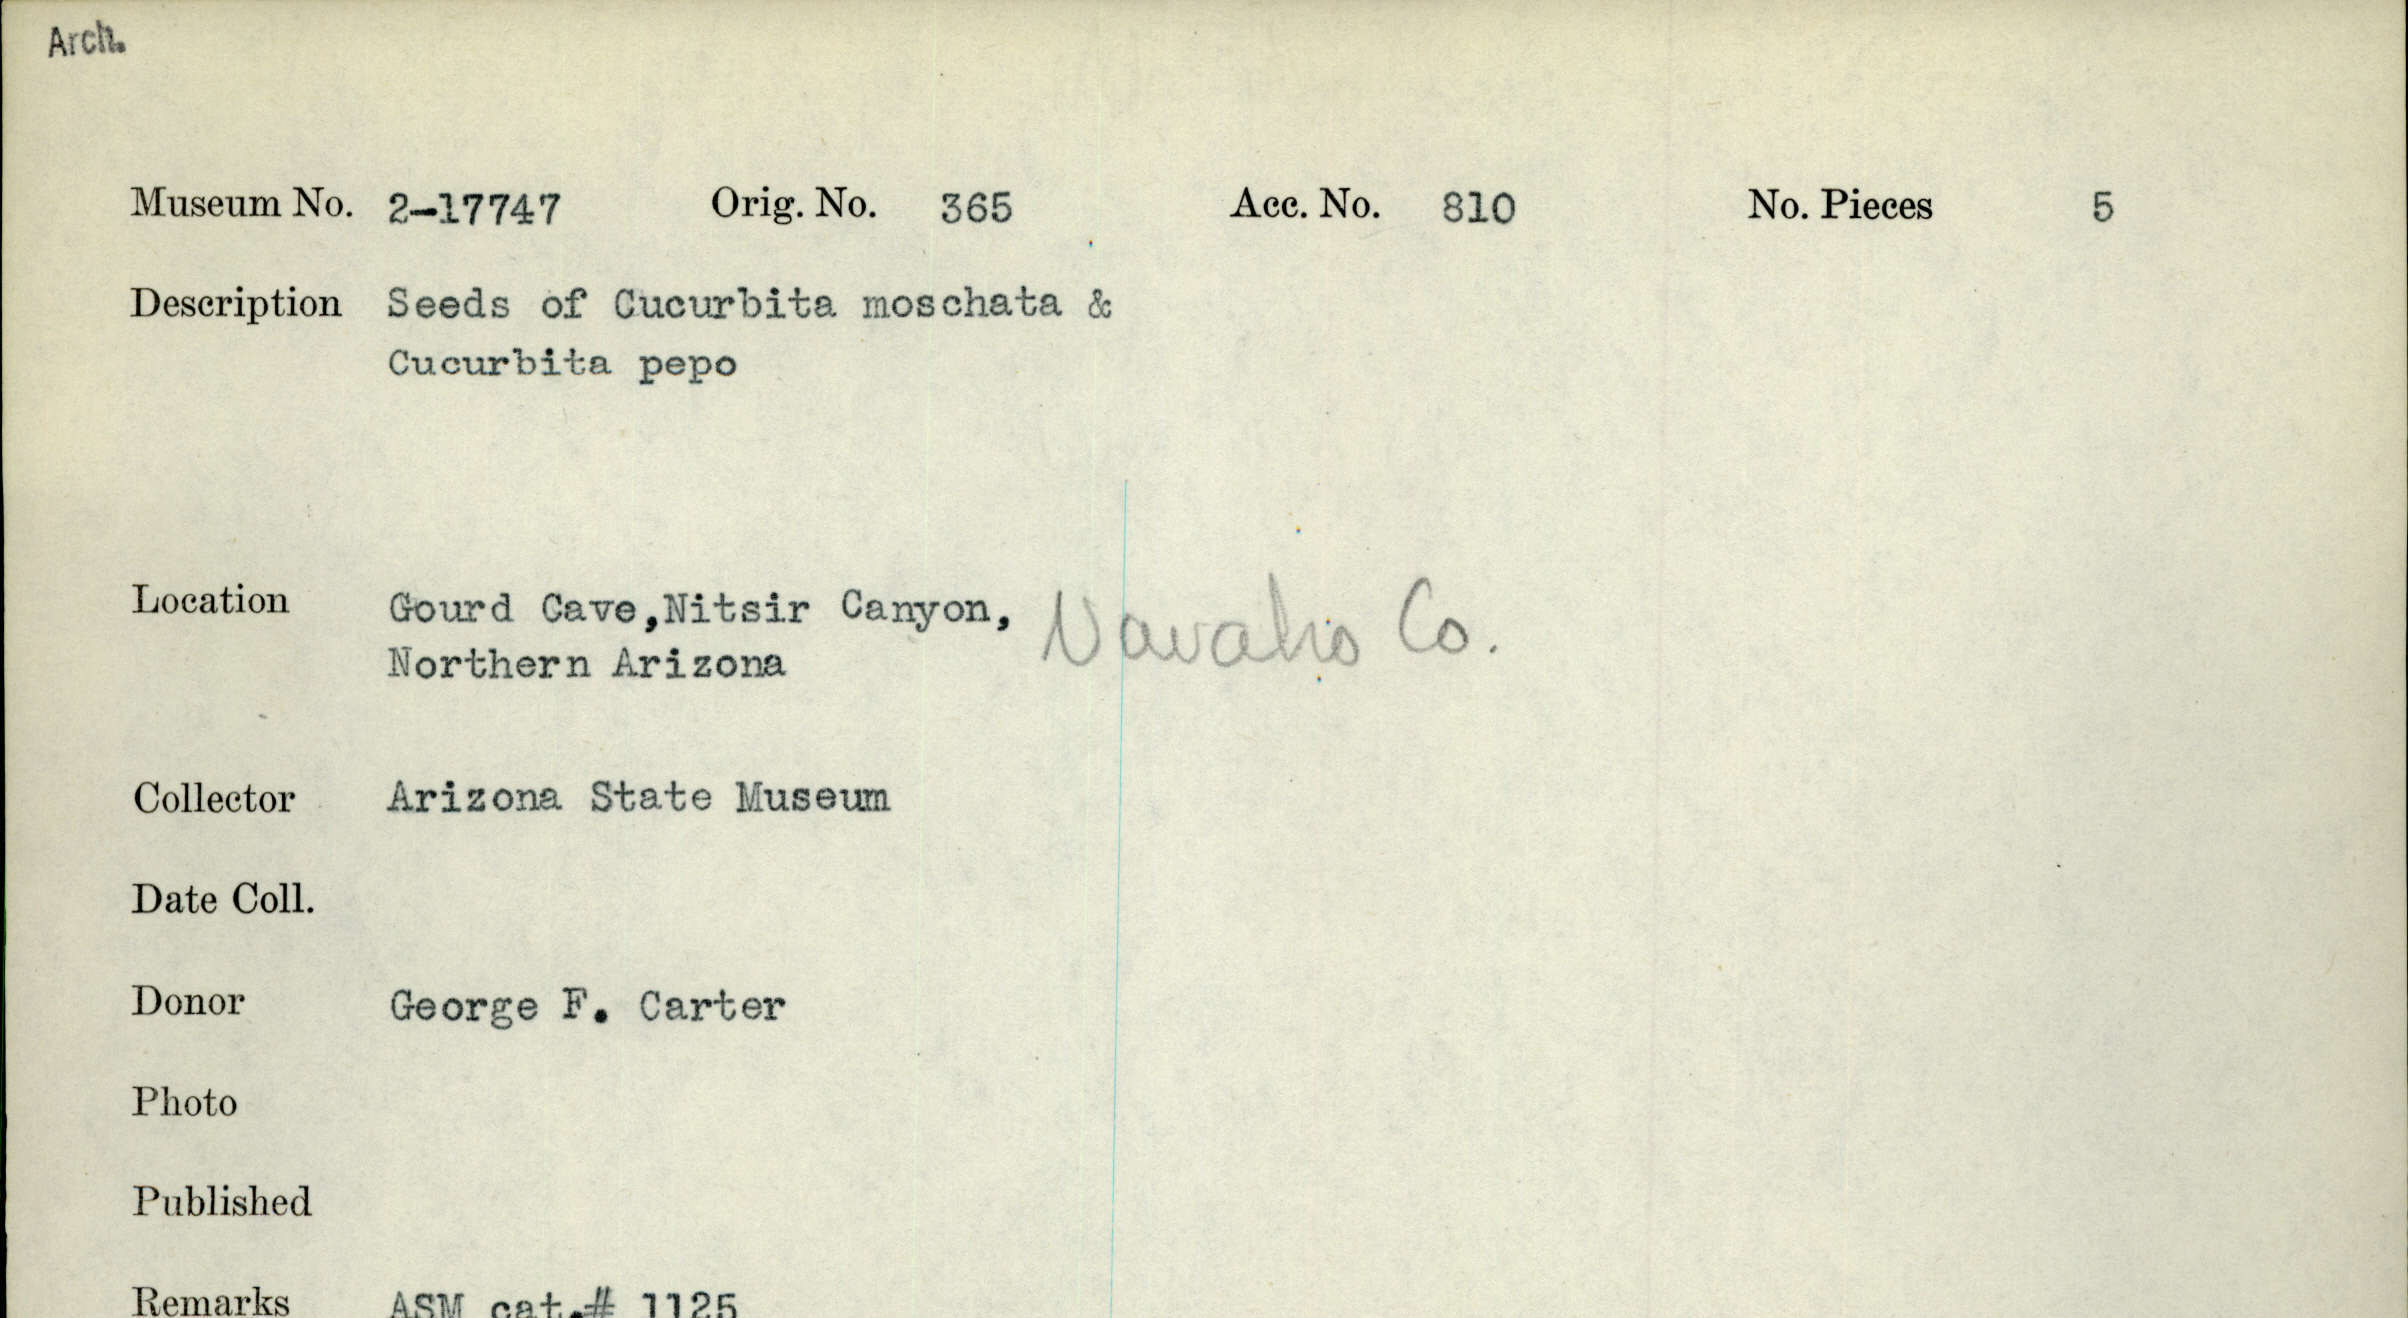 Arch.
Museum No. 2-17747 Orig. No. 365 Acc. No. 810 No. Pieces 5
Description Seeds of Cucurbita moschata &
Cucurbita pepo
Location Gourd Cave,Nitsir Canyon, Navaho Co.
Northern Arizona
Collector Arizona State Museum
Date Coll.
Donor George F. Carter
Photo
Published
Remarks ASM cat.# 1125